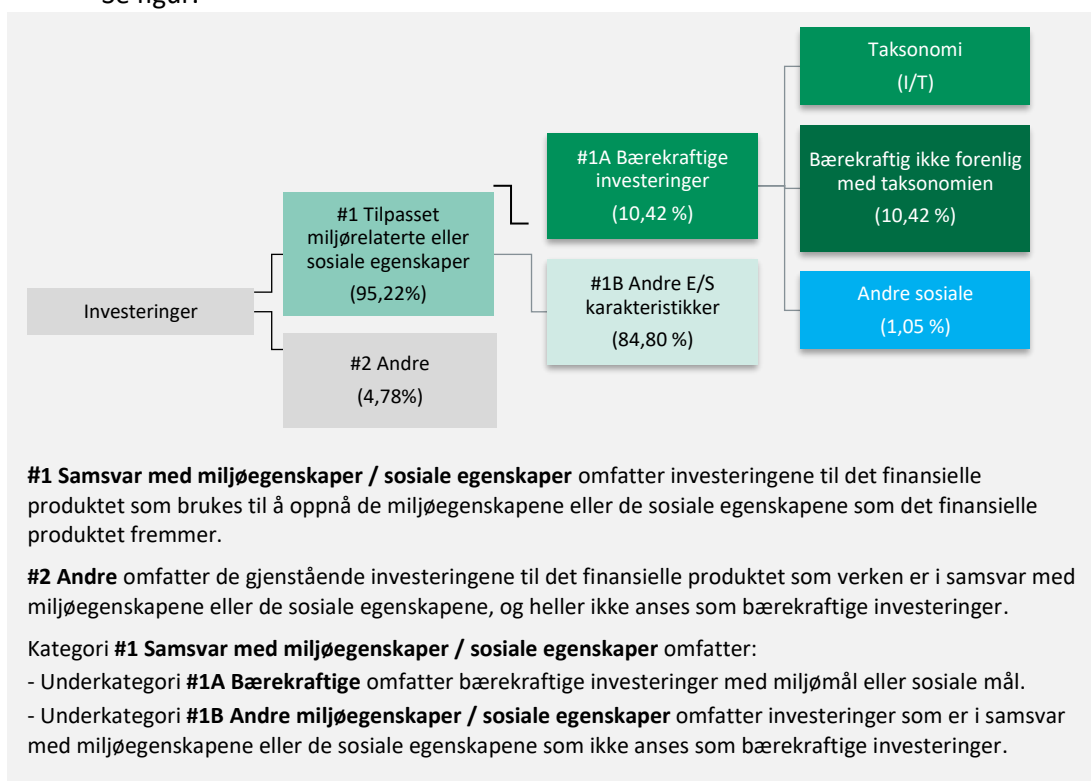 Se figur:
Taksonomi
(I/T)
#1A Bærekraftige
investeringer
(10,42 %)
Bærekraftig ikke forenlig
med taksonomien
(10,42 %)
#1 Tilpasset
miljørelaterte eller
sosiale egenskaper
(95,22%)
#1B Andre E/S
karakteristikker
(84,80 %)
Andre sosiale
(1,05 %)
Investeringer
#2 Andre
(4,78%)
#1 Samsvar med miljøegenskaper / sosiale egenskaper omfatter investeringene til det finansielle
produktet som brukes til å oppnå de miljøegenskapene eller de sosiale egenskapene som det finansielle
produktet fremmer.
#2 Andre omfatter de gjenstående investeringene til det finansielle produktet som verken er i samsvar med
miljøegenskapene eller de sosiale egenskapene, og heller ikke anses som bærekraftige investeringer.
Kategori #1 Samsvar med miljøegenskaper / sosiale egenskaper omfatter:
- Underkategori #1A Bærekraftige omfatter bærekraftige investeringer med miljømål eller sosiale mål.
- Underkategori #1B Andre miljøegenskaper / sosiale egenskaper omfatter investeringer som er i samsvar
med miljøegenskapene eller de sosiale egenskapene som ikke anses som bærekraftige investeringer.